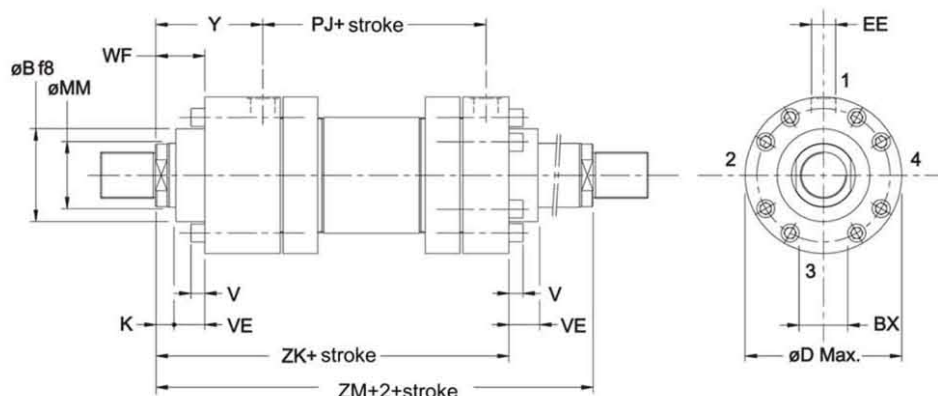 Y PJ+ stroke EE
WF
øB f8
øMM
1
2 4
3
V V
K VE VE BX
ZK+ stroke øD Max.
ZM+2+stroke